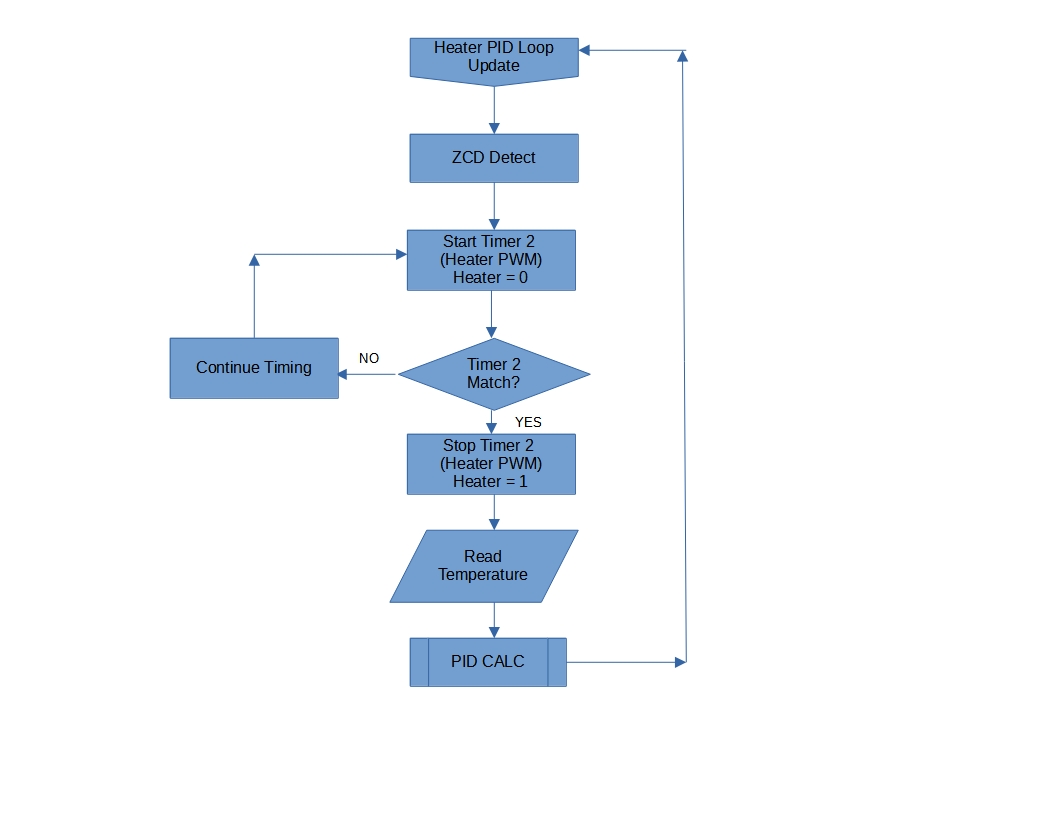 Heater PID Loop
Update
ZCD Detect
Start Timer 2
(Heater PWM)
Heater = 0
Continue Timing
NO
Timer 2
Match?
YES
Stop Timer 2
(Heater PWM)
Heater = 1
Read
Temperature
PID CALC